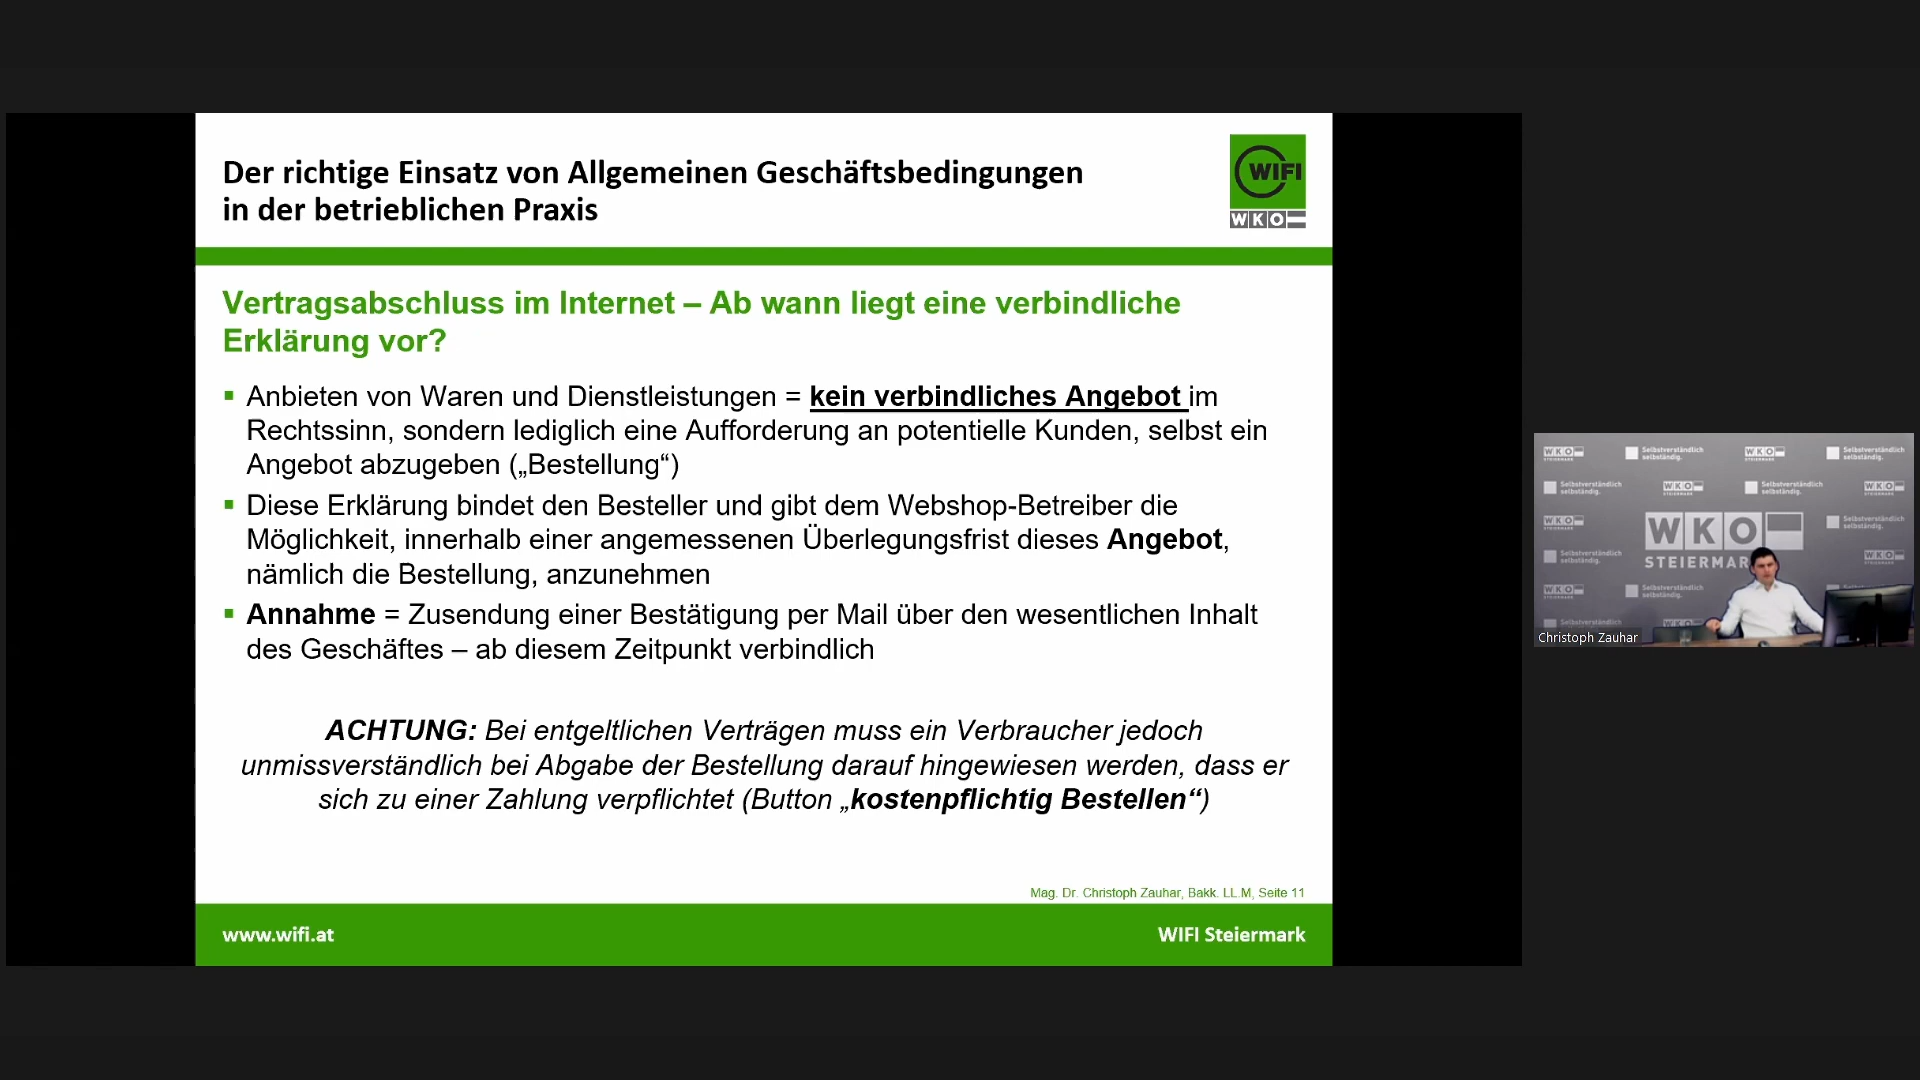 Der richtige Einsatz von Allgemeinen Geschäftsbedingungen
in der betrieblichen Praxis
WIFI
WKO
Vertragsabschluss im Internet – Ab wann liegt eine verbindliche
Erklärung vor?
▪ Anbieten von Waren und Dienstleistungen = kein verbindliches Angebot im
Rechtssinn, sondern lediglich eine Aufforderung an potentielle Kunden, selbst ein
Angebot abzugeben („Bestellung“)
▪ Diese Erklärung bindet den Besteller und gibt dem Webshop-Betreiber die
Möglichkeit, innerhalb einer angemessenen Überlegungsfrist dieses Angebot,
nämlich die Bestellung, anzunehmen
▪ Annahme = Zusendung einer Bestätigung per Mail über den wesentlichen Inhalt
des Geschäftes – ab diesem Zeitpunkt verbindlich
ACHTUNG: Bei entgeltlichen Verträgen muss ein Verbraucher jedoch
unmissverständlich bei Abgabe der Bestellung darauf hingewiesen werden, dass er
sich zu einer Zahlung verpflichtet (Button „kostenpflichtig Bestellen“)
Mag. Dr. Christoph Zauhar, Bakk. LL.M, Seite 11
www.wifi.at
WIFI Steiermark
WKO Selbstverständlich selbständig.
WKO
STEIERMAR
Christoph Zauhar